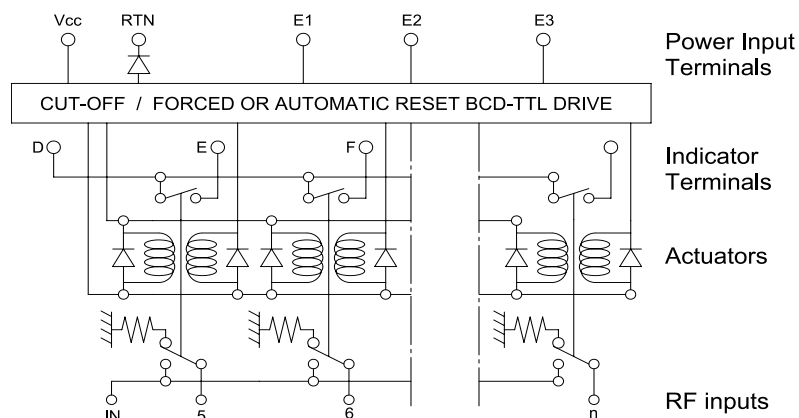 Vcc RTN E1 E2 E3
Power Input
Terminals
CUT-OFF / FORCED OR AUTOMATIC RESET BCD-TTL DRIVE
D E F
Indicator
Terminals
Actuators
IN 5 6 n
RF inputs